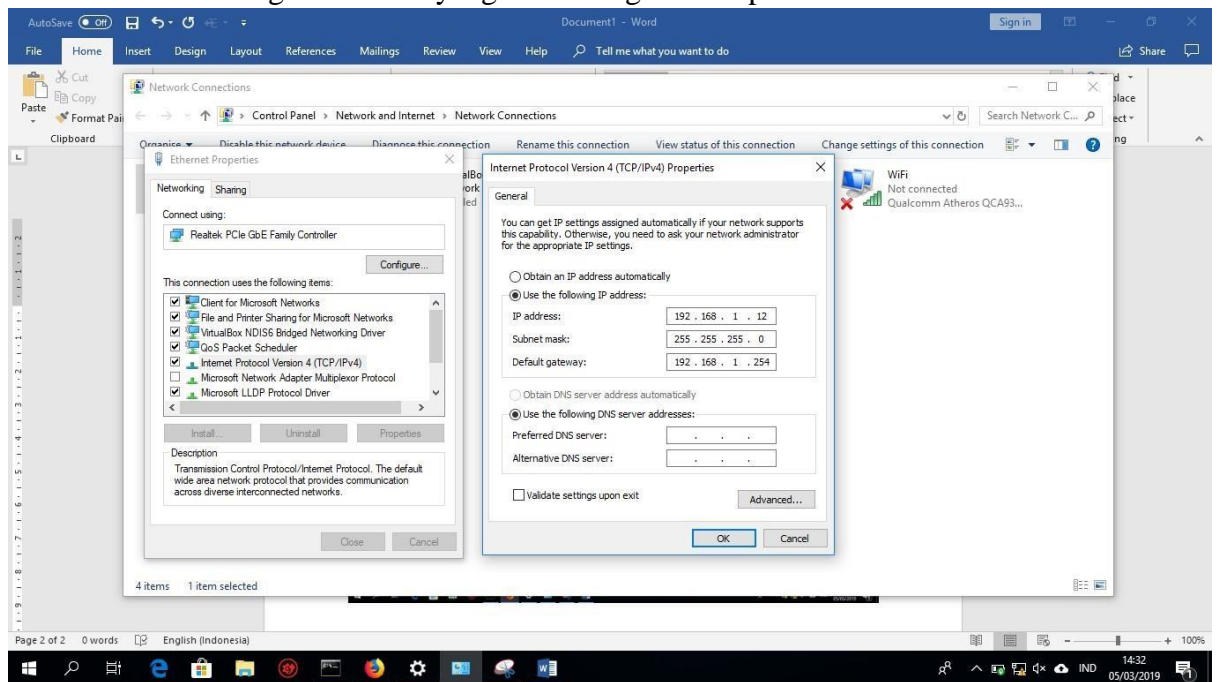 AutoSave Off
Document1 - Word
Sign in
File Home Insert Design Layout References Mailings Review View Help Tell me what you want to do
Share
Cut
Copy
Paste
Format Pai
Clipboard
Network Connections
Control Panel > Network and Internet > Network Connections
Search Network C...
Organise Disable this network device Diagnose this connection Rename this connection View status of this connection Change settings of this connection
Ethernet Properties
Networking Sharing
Connect using:
Realtek PCIe GbE Family Controller
Configure...
This connection uses the following items:
Client for Microsoft Networks
File and Printer Sharing for Microsoft Networks
VirtualBox NDIS6 Bridged Networking Driver
QoS Packet Scheduler
Internet Protocol Version 4 (TCP/IPv4)
Microsoft Network Adapter Multiplexor Protocol
Microsoft LLDP Protocol Driver
Install... Uninstall Properties
Description
Transmission Control Protocol/Internet Protocol. The default
wide area network protocol that provides communication
across diverse interconnected networks.
Close Cancel
Internet Protocol Version 4 (TCP/IPv4) Properties
General
You can get IP settings assigned automatically if your network supports
this capability. Otherwise, you need to ask your network administrator
for the appropriate IP settings.
Obtain an IP address automatically
Use the following IP address:
IP address: 192 . 168 . 1 . 12
Subnet mask: 255 . 255 . 255 . 0
Default gateway: 192 . 168 . 1 . 254
Obtain DNS server address automatically
Use the following DNS server addresses:
Preferred DNS server: . . .
Alternative DNS server: . . .
Validate settings upon exit
Advanced...
OK Cancel
WiFi
Not connected
Qualcomm Atheros QCA93...
4 items 1 item selected
Page 2 of 2 0 words English (Indonesia)
100%
IND
14:32
05/03/2019